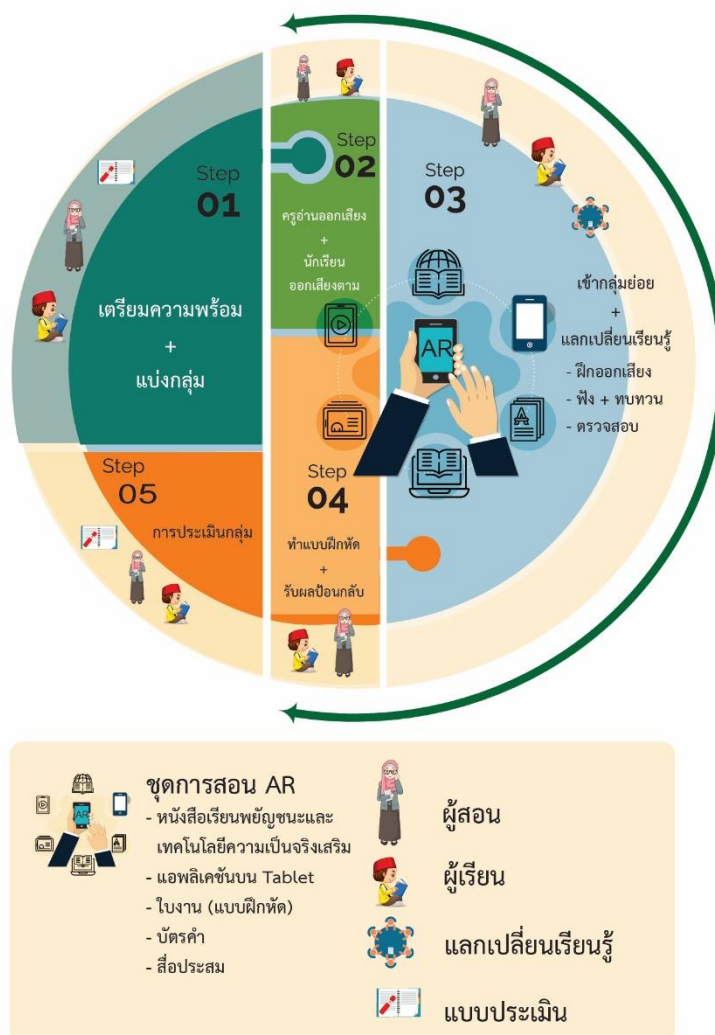 Step
01
เตรียมความพร้อม
+
แบ่งกลุ่ม
Step
02
ครูอ่านออกเสียง
+
นักเรียน
ออกเสียงตาม
Step
03
เข้ากลุ่มย่อย
+
แลกเปลี่ยนเรียนรู้
- ฝึกออกเสียง
- ฟัง + ทบทวน
- ตรวจสอบ
AR
Step
04
ทำแบบฝึกหัด
+
รับผลป้อนกลับ
Step
05
การประเมินกลุ่ม
AR
ชุดการสอน AR
- หนังสือเรียนพยัญชนะและ
เทคโนโลยีความเป็นจริงเสริม
- แอพลิเคชันบน Tablet
- ใบงาน (แบบฝึกหัด)
- บัตรคำ
- สื่อประสม
ผู้สอน
ผู้เรียน
แลกเปลี่ยนเรียนรู้
แบบประเมิน